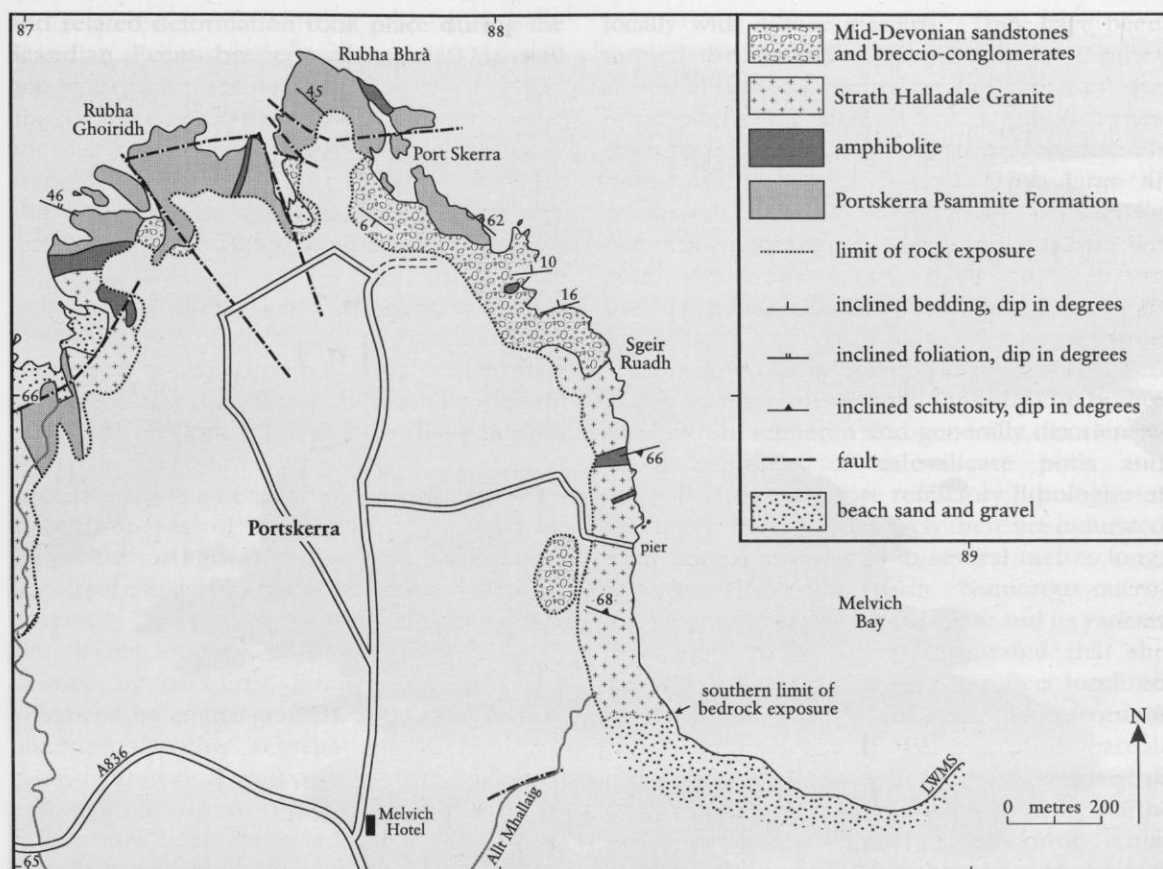 87
88
Rubha Bhrà
45
Rubha
Ghoiridh
Port Skerra
46
62
10
16
Sgeir
Ruadh
66
66
Portskerra
pier
68
Melvich
Bay
southern limit of
bedrock exposure
A836
Melvich
Hotel
Allt Mhalaig
LWMS
N
0 metres 200
65
89
Mid-Devonian sandstones
and breccio-conglomerates
Strath Halladale Granite
amphibolite
Portskerra Psammite Formation
limit of rock exposure
inclined bedding, dip in degrees
inclined foliation, dip in degrees
inclined schistosity, dip in degrees
fault
beach sand and gravel